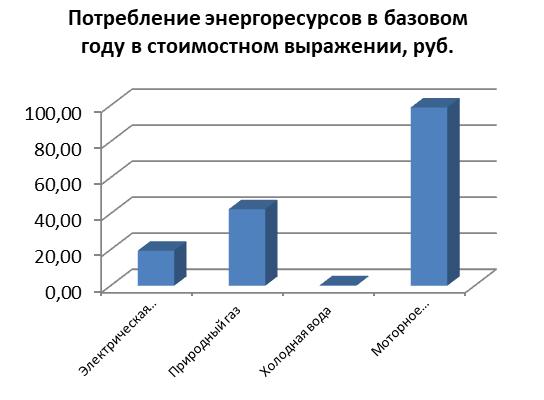 Потребление энергоресурсов в базовом
году в стоимостном выражении, руб.
100,00
80,00
60,00
40,00
20,00
0,00
Электрическая...
Природный газ
Холодная вода
Моторное...